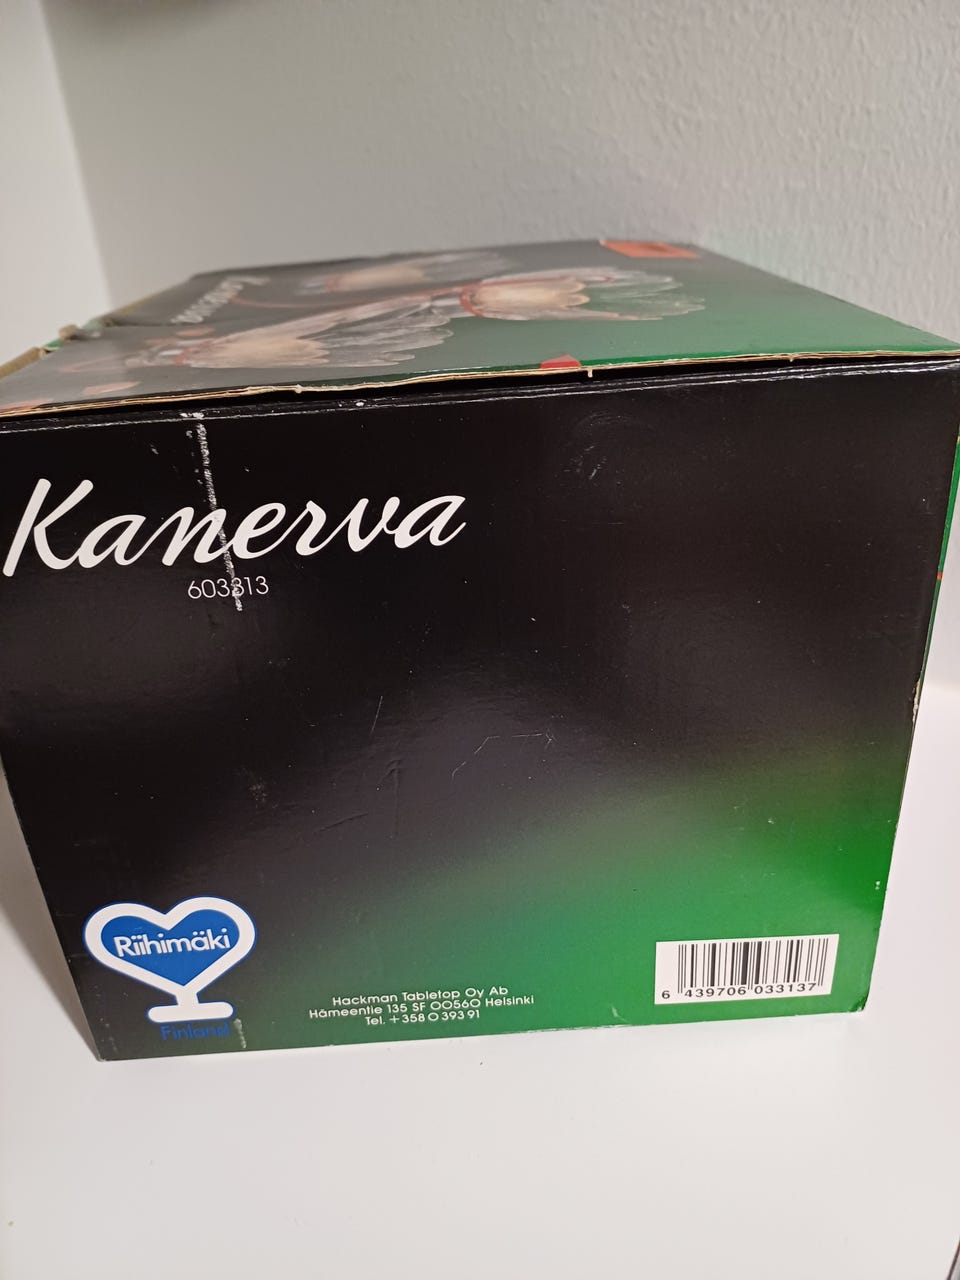 Kanerva
Kanerva
603313
Riihimäki
Finland
Hackman Tabletop Oy Ab
Hämeentie 135 SF 00560 Helsinki
Tel. +358 0 393 91
6 439706 033137